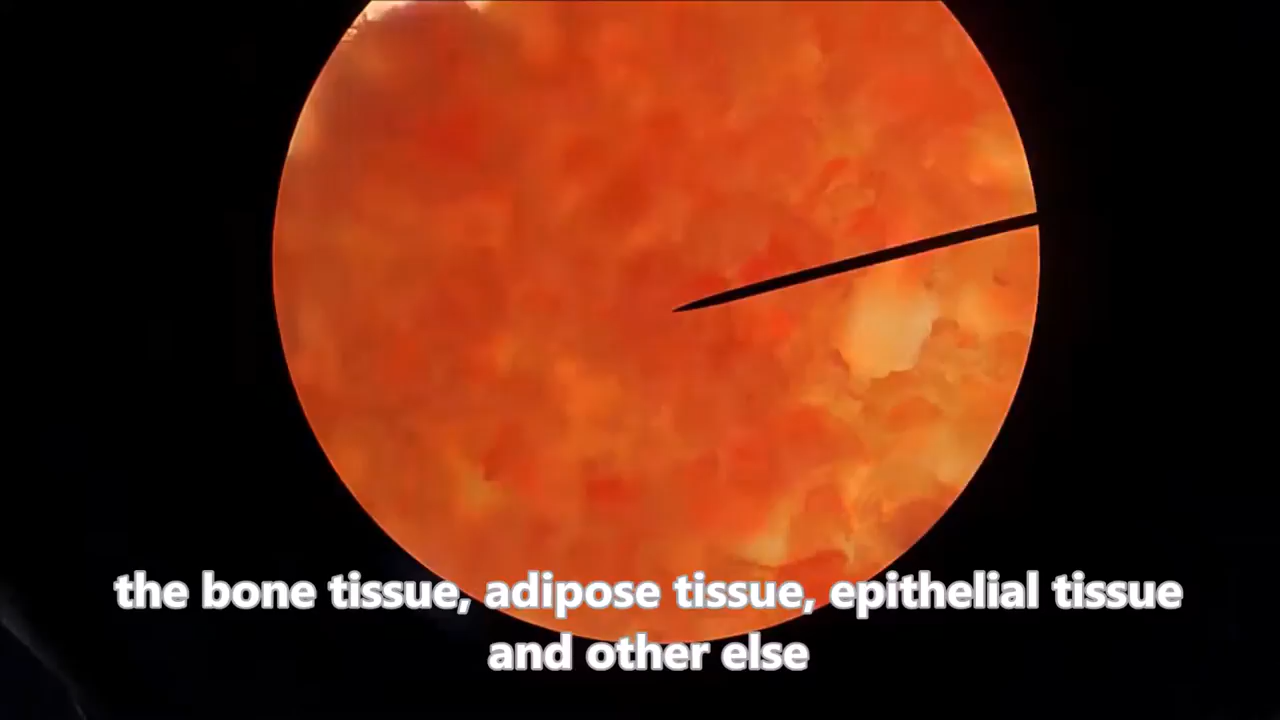 the bone tissue, adipose tissue, epithelial tissue
and other else